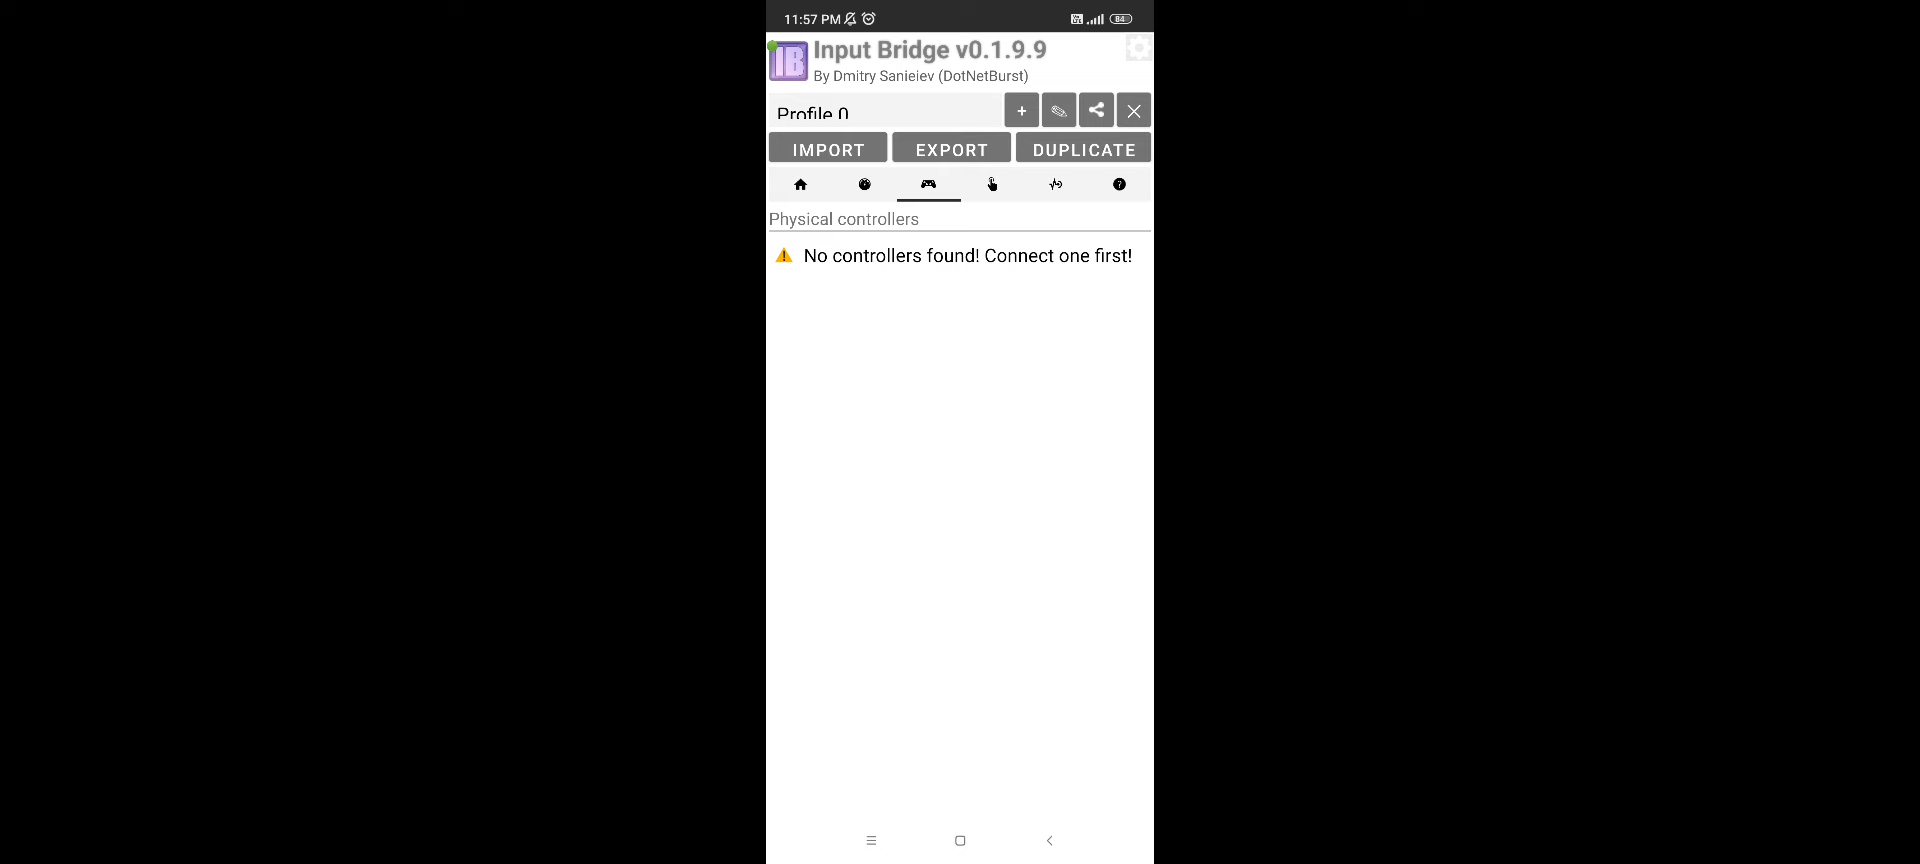 11:57 PM 84
Input Bridge v0.1.9.9
By Dmitry Sanieiev (DotNetBurst)
Profile 0
IMPORT EXPORT DUPLICATE
Physical controllers
No controllers found! Connect one first!